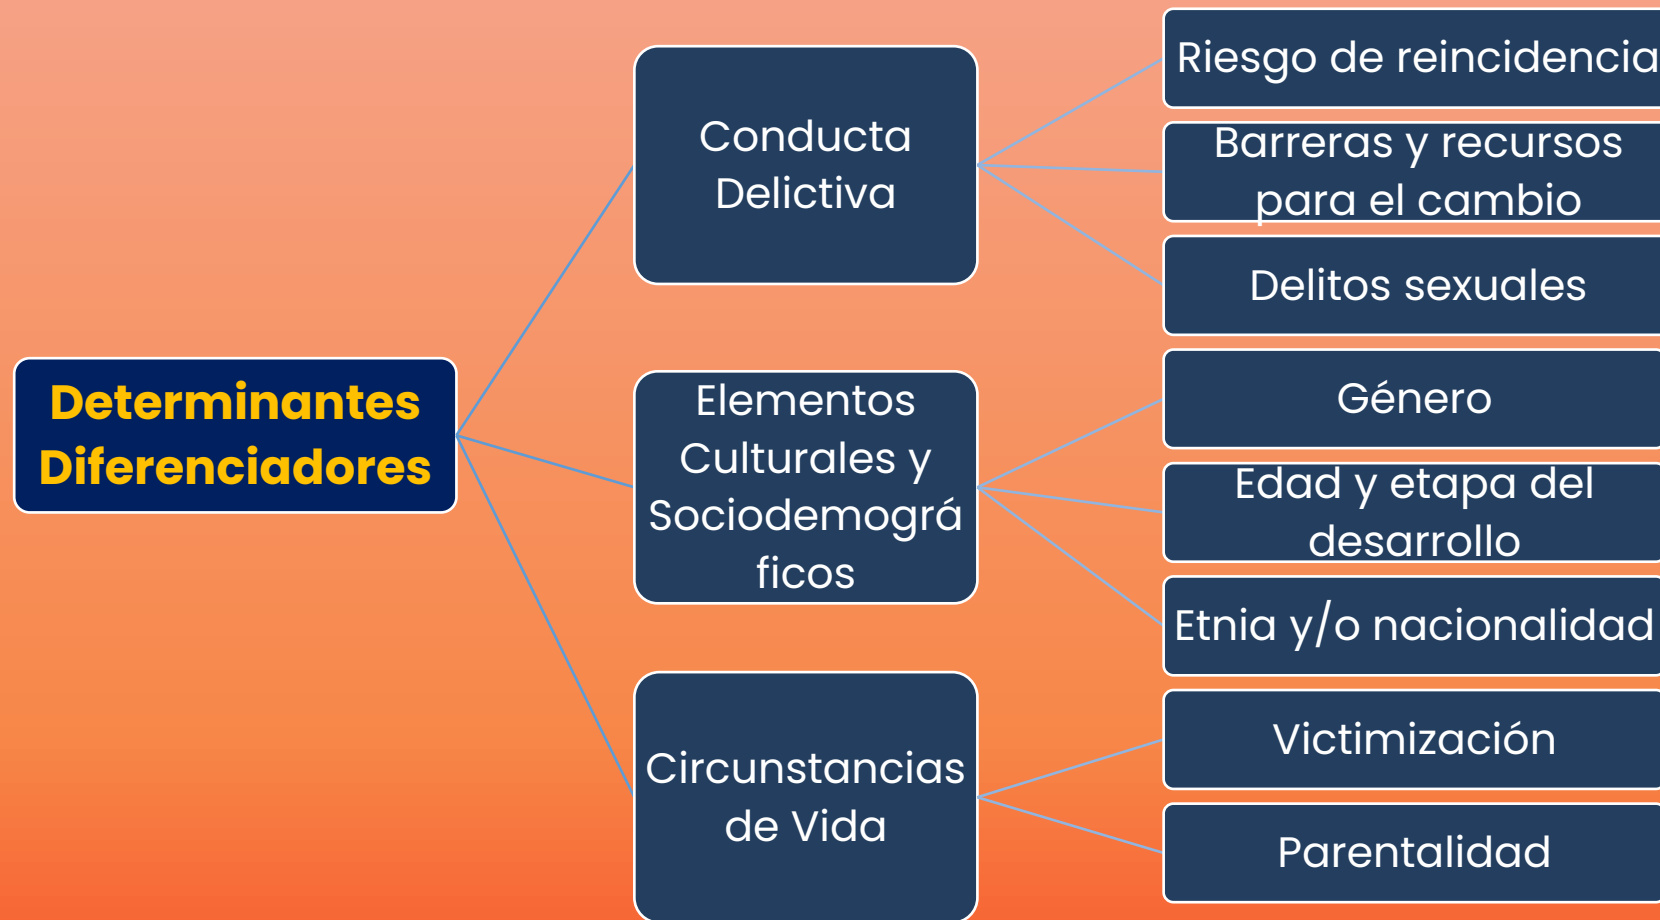 Determinantes
Diferenciadores
Conducta
Delictiva
Riesgo de reincidencia
Barreras y recursos
para el cambio
Delitos sexuales
Elementos
Culturales y
Sociodemográ
ficos
Género
Edad y etapa del
desarrollo
Etnia y/o nacionalidad
Circunstancias
de Vida
Victimización
Parentalidad